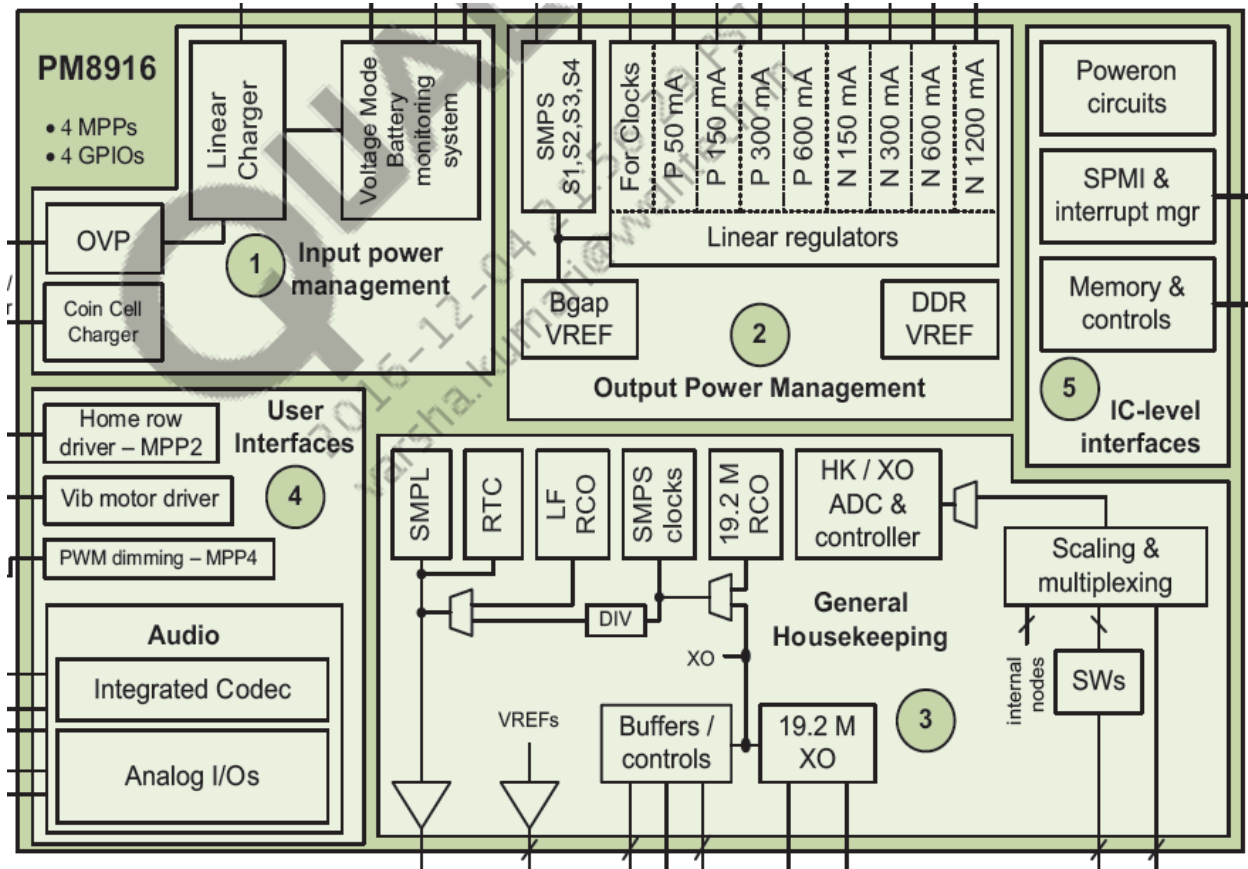 PM8916
• 4 MPPs
• 4 GPIOs
Linear
Charger
Voltage Mode
Battery
monitoring
system
OVP
Coin Cell
Charger
1
Input power
management
SMPS
S1,S2,S3,S4
For Clocks
P 50 mA
P 150 mA
P 300 mA
P 600 mA
N 150 mA
N 300 mA
N 600 mA
N 1200 mA
Linear regulators
Bgap
VREF
2
DDR
VREF
Output Power Management
Poweron
circuits
SPMI &
interrupt mgr
Memory &
controls
5
IC-level
interfaces
Home row
driver – MPP2
User
Interfaces
Vib motor driver
4
PWM dimming – MPP4
Audio
Integrated Codec
Analog I/Os
SMPL
RTC
LF
RCO
SMPS
clocks
19.2 M
RCO
HK / XO
ADC &
controller
Scaling &
multiplexing
DIV
General
Housekeeping
XO
internal
nodes
SWs
VREFs
Buffers /
controls
19.2 M
XO
3